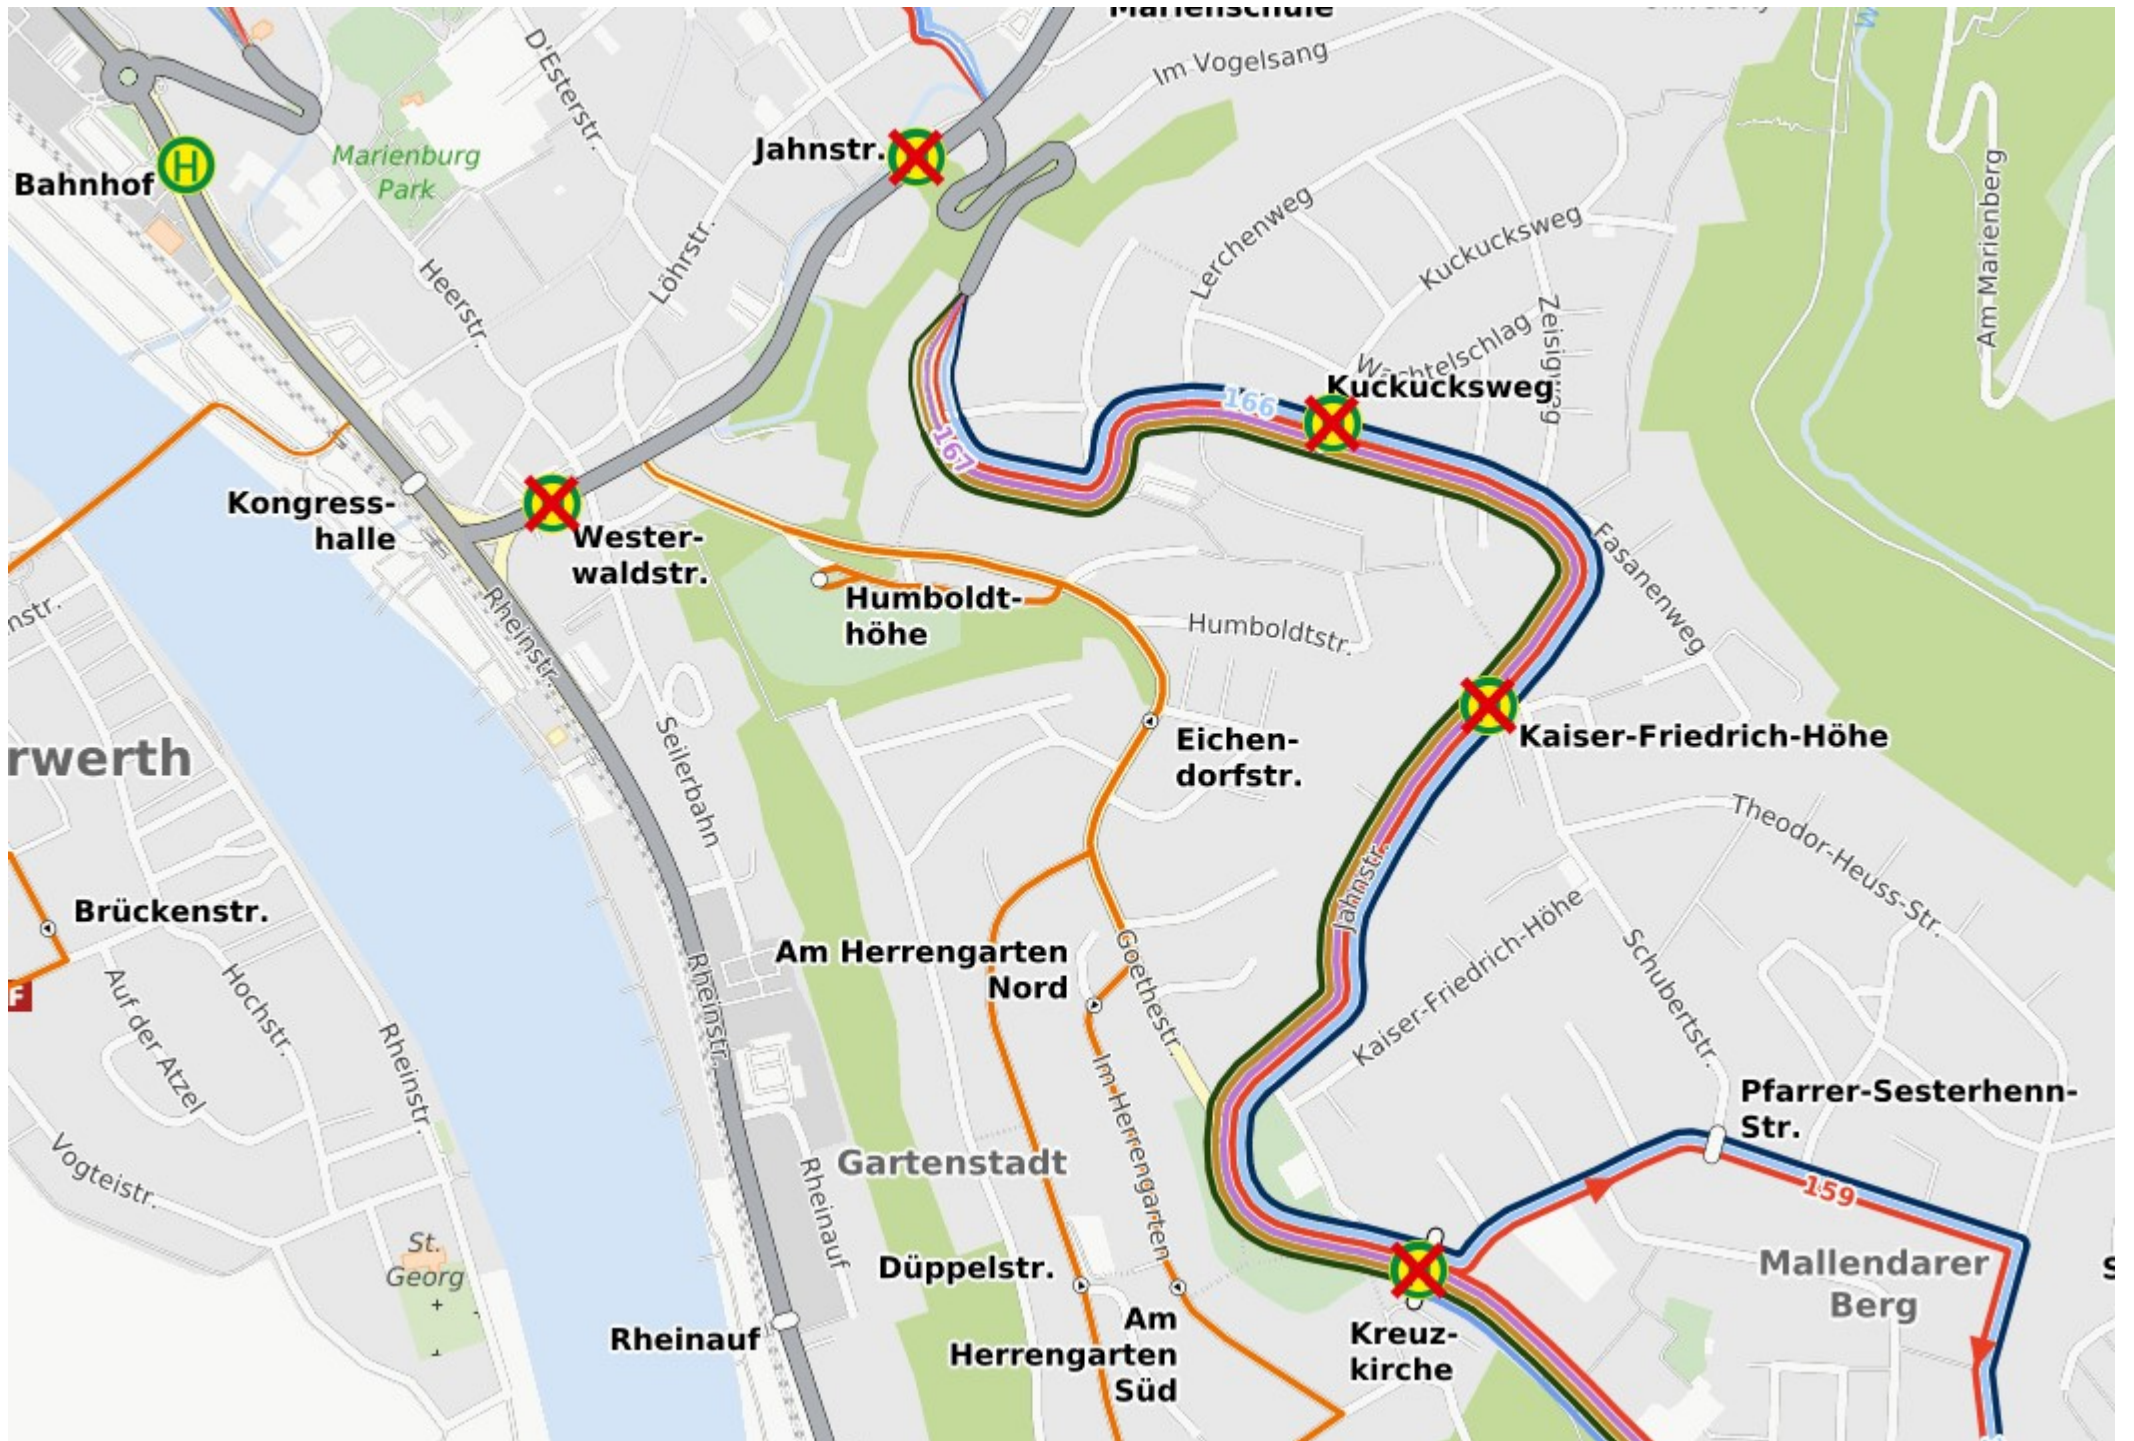 Marienschule
Im Vogelsang
D'Esterstr.
Jahnstr.
Marienburg
Park
H
Bahnhof
Am Marienberg
Lerchenweg
Kuckucksweg
Löhrstr.
Heerstr.
Zeisigweg
Wachtelschlag
Kuckucksweg
166
167
Kongress-
halle
Wester-
waldstr.
Fasanenweg
Rheinstr.
Humboldt-
höhe
Humboldtstr.
nstr.
rwerth
Seilerbahn
Eichen-
dorfstr.
Kaiser-Friedrich-Höhe
Theodor-Heuss-Str.
Jahnstr.
Brückenstr.
Kaiser-Friedrich-Höhe
Schubertstr.
Am Herrengarten
Nord
Goethestr.
Rheinstr.
F
Auf der Atzel
Hochstr.
Rheinstr.
Im Herrengarten
Pfarrer-Sesterhenn-
Str.
Vogteistr.
Gartenstadt
Rheinauf
159
St.
Georg
Düppelstr.
Mallendarer
Berg
S
Rheinauf
Am
Herrengarten
Süd
Kreuz-
kirche